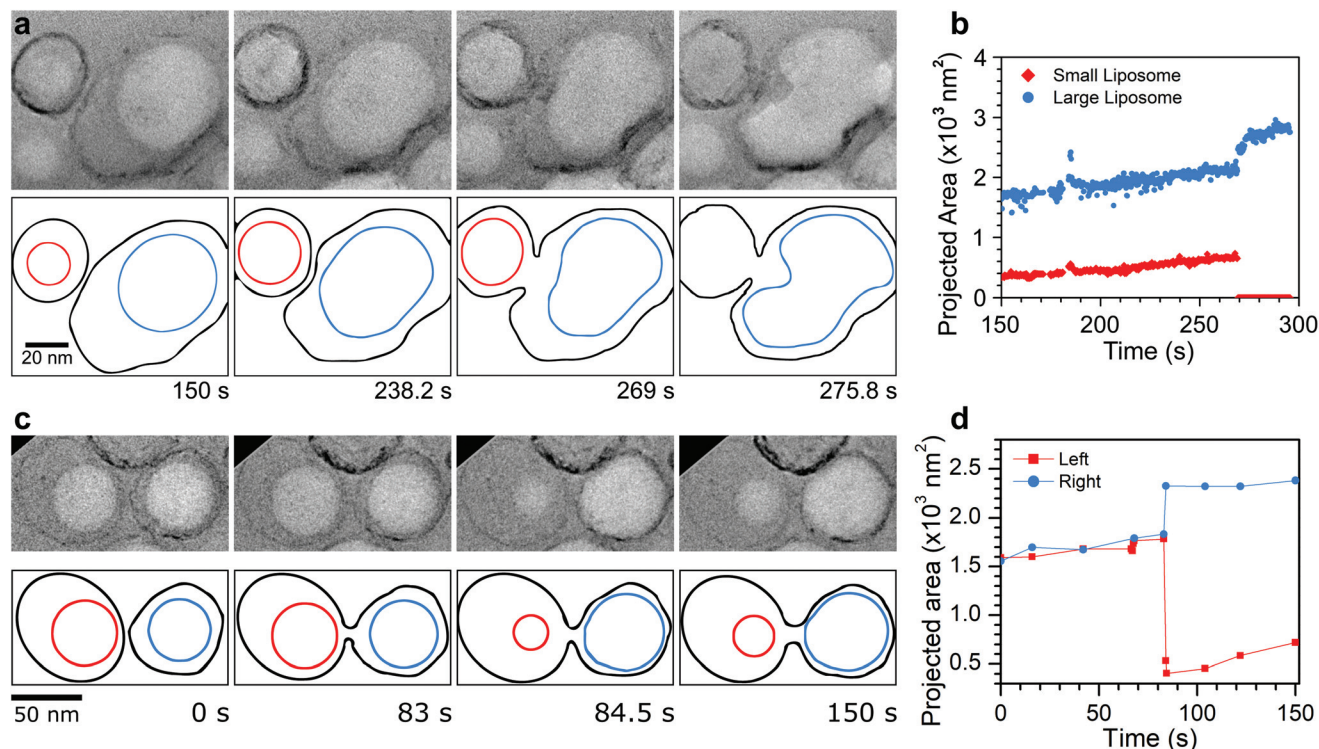 a
20 nm
150 s
238.2 s
269 s
275.8 s
b
Projected Area (x10³ nm²)
4
3
2
1
0
Small Liposome
Large Liposome
150
200
250
300
Time (s)
c
50 nm
0 s
83 s
84.5 s
150 s
d
Projected area (x10³ nm²)
2.5
2.0
1.5
1.0
0.5
Left
Right
0
50
100
150
Time (s)